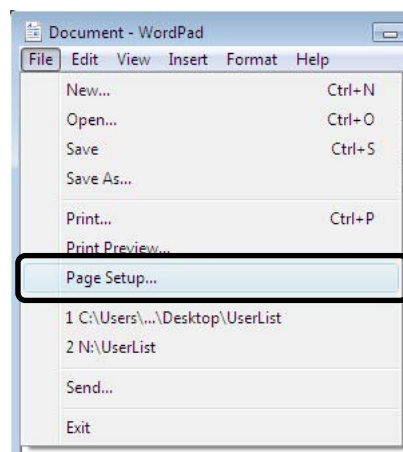 Document - WordPad
File Edit View Insert Format Help
New... Ctrl+N
Open... Ctrl+O
Save Ctrl+S
Save As...
Print... Ctrl+P
Print Preview...
Page Setup...
1 C:\Users\...\Desktop\UserList
2 N:\UserList
Send...
Exit